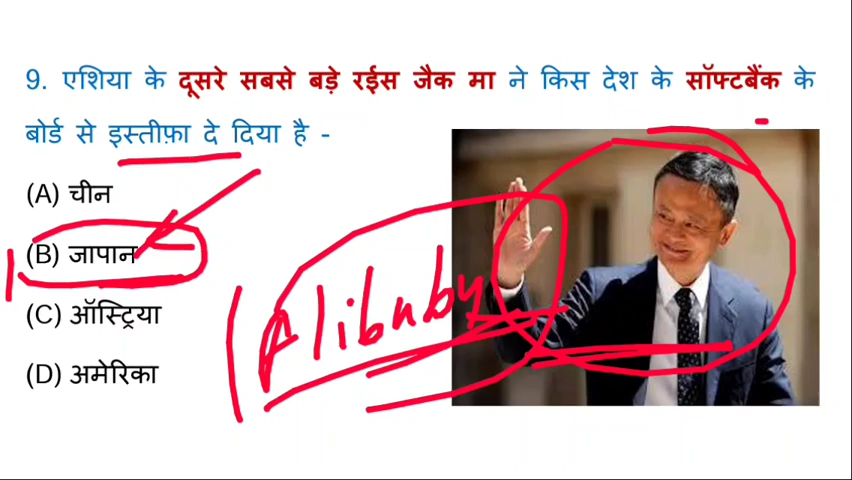 9. एशिया के दूसरे सबसे बड़े रईस जैक मा ने किस देश के सॉफ्टबैंक के
बोर्ड से इस्तीफ़ा दे दिया है -
(A) चीन
(B) जापान
(C) ऑस्ट्रिया
(D) अमेरिका
Alibaby